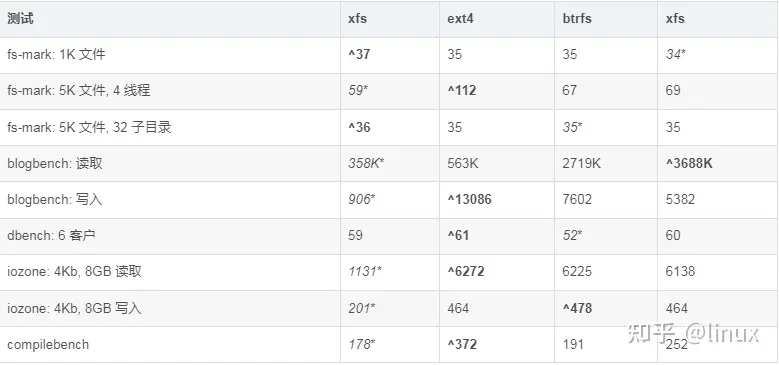 测试 xfs ext4 btrfs xfs
fs-mark: 1K 文件 ^37 35 35 34*
fs-mark: 5K 文件, 4 线程 59* ^112 67 69
fs-mark: 5K 文件, 32 子目录 ^36 35 35* 35
blogbench: 读取 358K* 563K 2719K ^3688K
blogbench: 写入 906* ^13086 7602 5382
dbench: 6 客户 59 ^61 52* 60
iozone: 4Kb, 8GB 读取 1131* ^6272 6225 6138
iozone: 4Kb, 8GB 写入 201* 464 ^478 464
compilebench 178* ^372 191 252
知乎 @linux